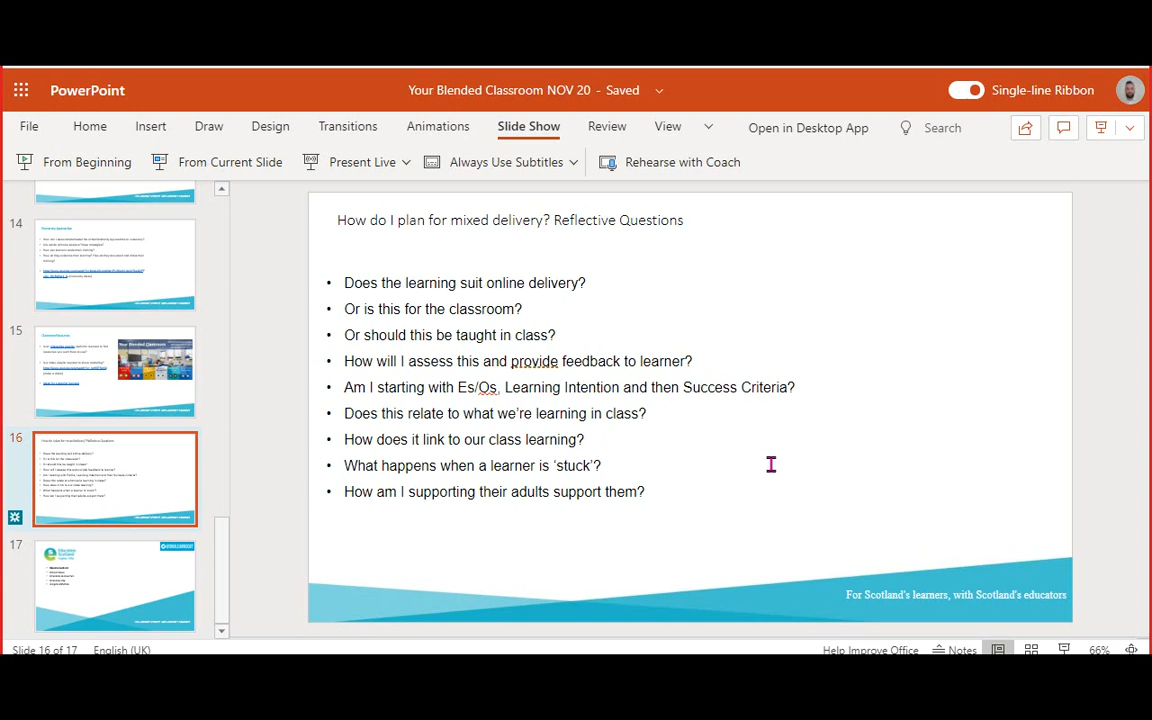 PowerPoint
Your Blended Classroom NOV 20 - Saved
Single-line Ribbon
File
Home
Insert
Draw
Design
Transitions
Animations
Slide Show
Review
View
Open in Desktop App
Search
From Beginning
From Current Slide
Present Live
Always Use Subtitles
Rehearse with Coach
14
15
Your Blended Classroom
16
17
How do I plan for mixed delivery? Reflective Questions
• Does the learning suit online delivery?
• Or is this for the classroom?
• Or should this be taught in class?
• How will I assess this and provide feedback to learner?
• Am I starting with Es/Os, Learning Intention and then Success Criteria?
• Does this relate to what we're learning in class?
• How does it link to our class learning?
• What happens when a learner is ‘stuck’?
• How am I supporting their adults support them?
For Scotland's learners, with Scotland's educators
Slide 16 of 17
English (UK)
Help Improve Office
Notes
66%